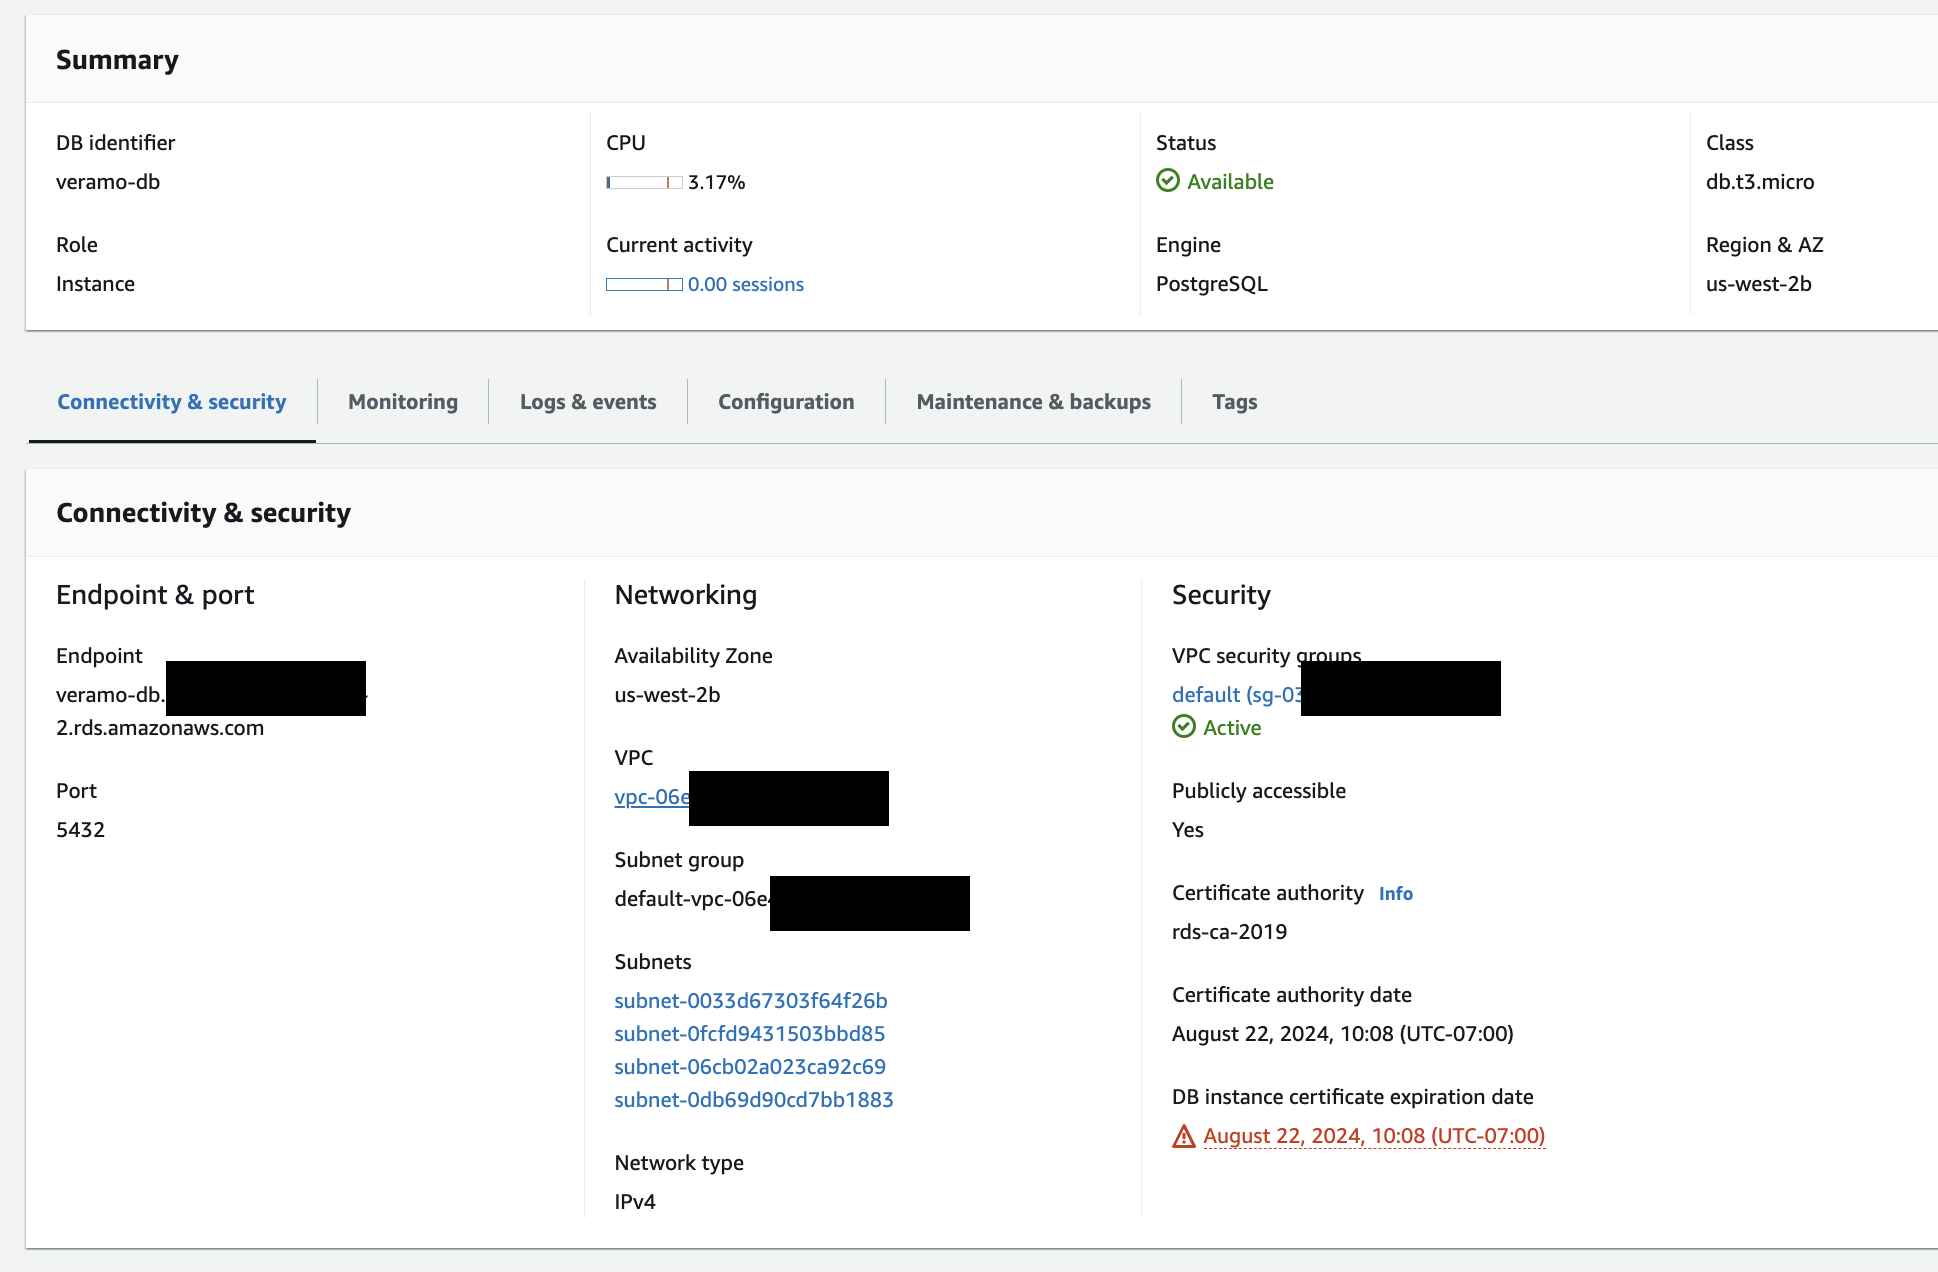 Summary
DB identifier
veramo-db
CPU
3.17%
Status
Available
Class
db.t3.micro
Role
Instance
Current activity
0.00 sessions
Engine
PostgreSQL
Region & AZ
us-west-2b
Connectivity & security
Monitoring
Logs & events
Configuration
Maintenance & backups
Tags
Connectivity & security
Endpoint & port
Endpoint
veramo-db.
2.rds.amazonaws.com
Port
5432
Networking
Availability Zone
us-west-2b
VPC
vpc-06e
Subnet group
default-vpc-06e
Subnets
subnet-0033d67303f64f26b
subnet-0fcfd9431503bbd85
subnet-06cb02a023ca92c69
subnet-0db69d90cd7bb1883
Network type
IPv4
Security
VPC security groups
default (sg-03
Active
Publicly accessible
Yes
Certificate authority Info
rds-ca-2019
Certificate authority date
August 22, 2024, 10:08 (UTC-07:00)
DB instance certificate expiration date
August 22, 2024, 10:08 (UTC-07:00)